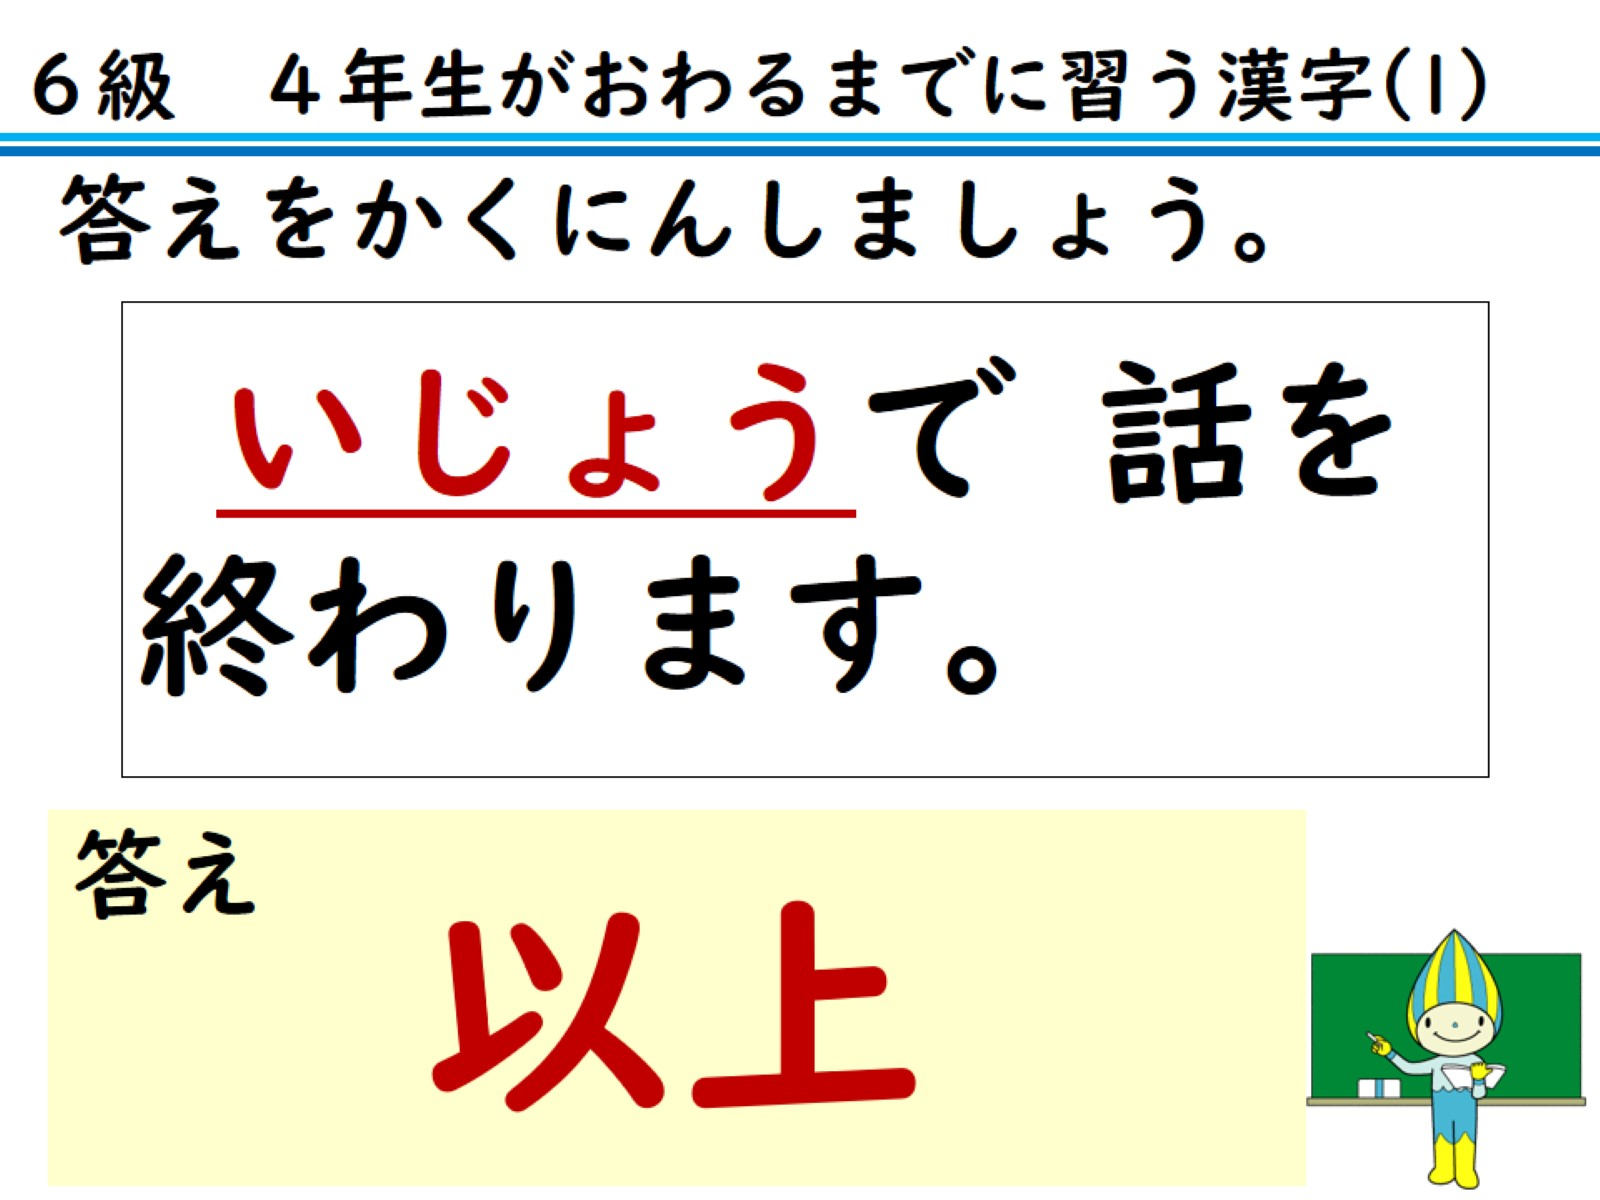 ６級　４年生がおわるまでに習う漢字(1)
答えをかくにんしましょう。
いじょうで 話を
終わります。
答え
以上